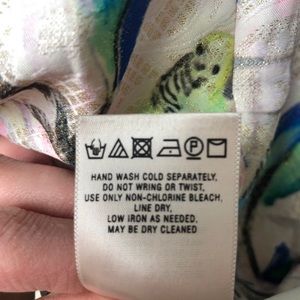 HAND WASH COLD SEPARATELY,
DO NOT WRING OR TWIST,
USE ONLY NON-CHLORINE BLEACH,
LINE DRY,
LOW IRON AS NEEDED,
MAY BE DRY CLEANED